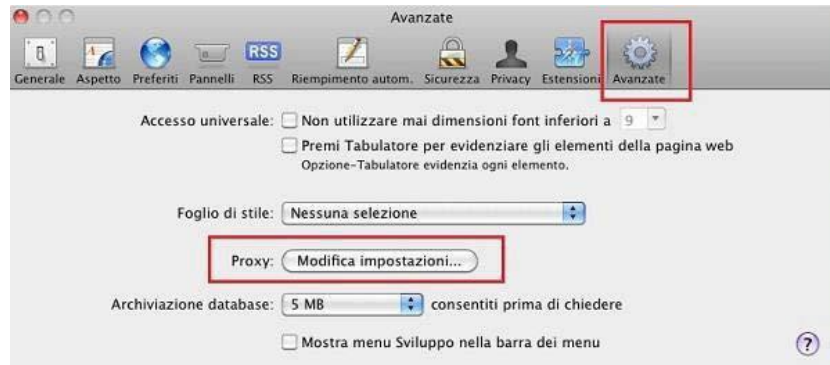 Avanzate
RSS
Generale Aspetto Preferiti Pannelli RSS Riempimento autom. Sicurezza Privacy Estensioni Avanzate
Accesso universale: Non utilizzare mai dimensioni font inferiori a 9
Premi Tabulatore per evidenziare gli elementi della pagina web
Opzione-Tabulatore evidenzia ogni elemento.
Foglio di stile: Nessuna selezione
Proxy: Modifica impostazioni...
Archiviazione database: 5 MB consentiti prima di chiedere
Mostra menu Sviluppo nella barra dei menu
?